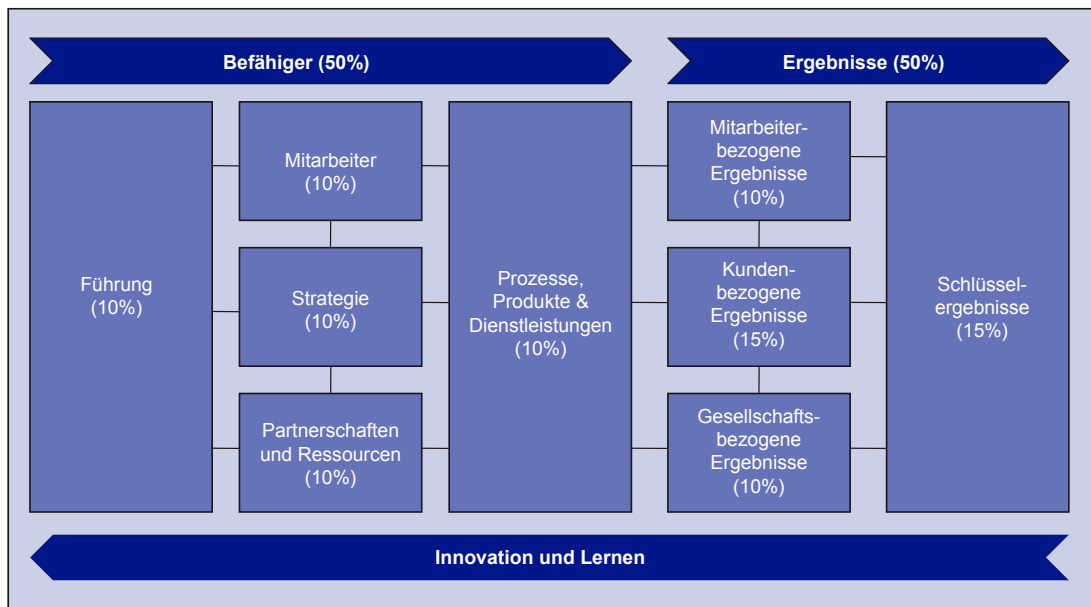 Befähiger (50%)
Ergebnisse (50%)
Führung
(10%)
Mitarbeiter
(10%)
Strategie
(10%)
Partnerschaften
und Ressourcen
(10%)
Prozesse,
Produkte &
Dienstleistungen
(10%)
Mitarbeiter-
bezogene
Ergebnisse
(10%)
Kunden-
bezogene
Ergebnisse
(15%)
Gesellschafts-
bezogene
Ergebnisse
(10%)
Schlüssel-
ergebnisse
(15%)
Innovation und Lernen